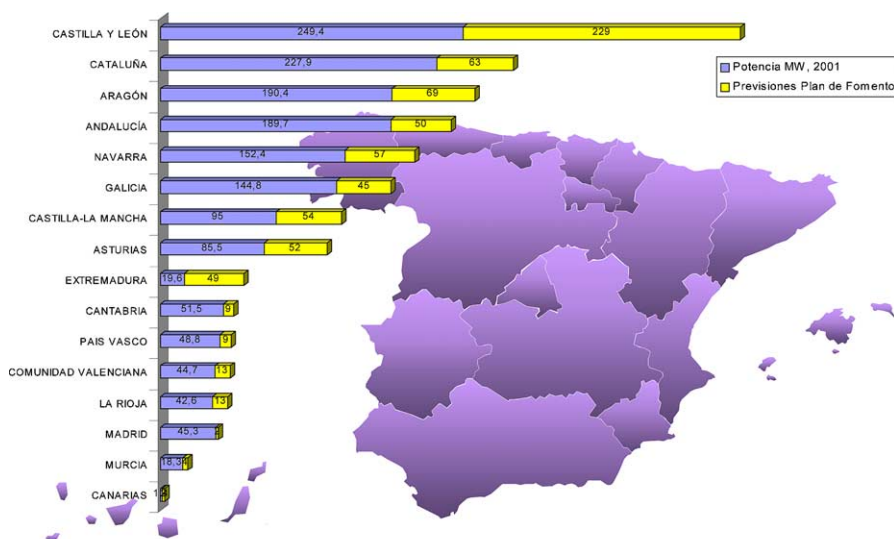 CASTILLA Y LEÓN 249,4 229
CATALUÑA 227,9 63
ARAGÓN 190,4 69
ANDALUCÍA 189,7 50
NAVARRA 152,4 57
GALICIA 144,8 45
CASTILLA-LA MANCHA 95 54
ASTURIAS 85,5 52
EXTREMADURA 19,6 49
CANTABRIA 51,5 9
PAIS VASCO 48,8 9
COMUNIDAD VALENCIANA 44,7 13
LA RIOJA 42,6 13
MADRID 45,3
MURCIA 18,3
CANARIAS
Potencia MW, 2001
Previsiones Plan de Fomento